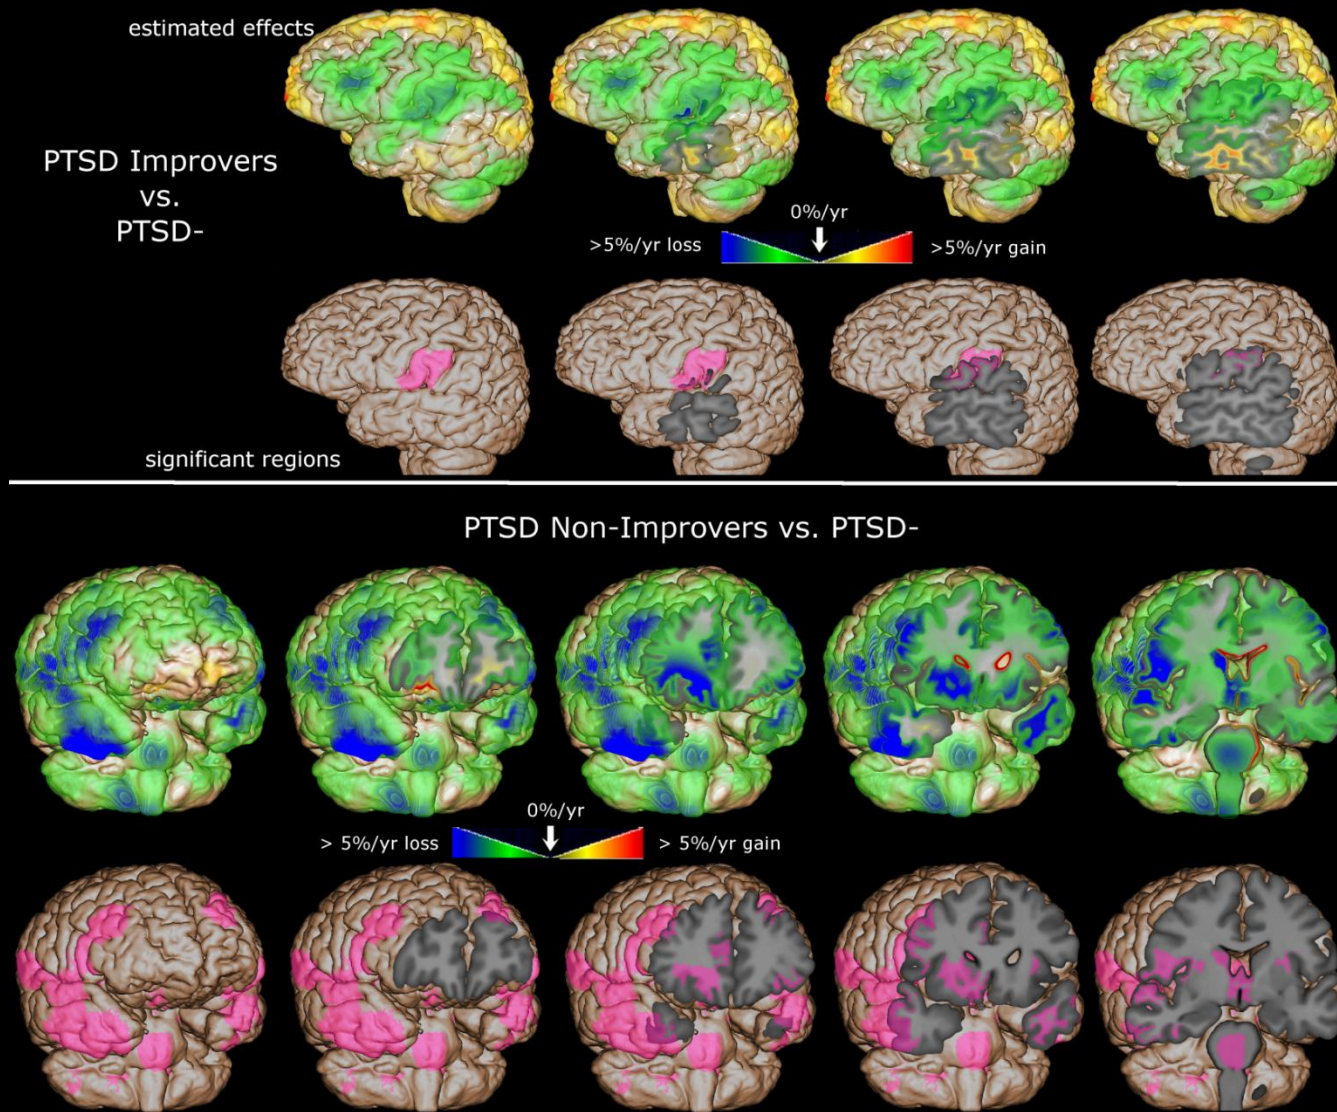 estimated effects
PTSD Improvers
vs.
PTSD-
0%/yr
>5%/yr loss
>5%/yr gain
significant regions
PTSD Non-Improvers vs. PTSD-
0%/yr
> 5%/yr loss
> 5%/yr gain